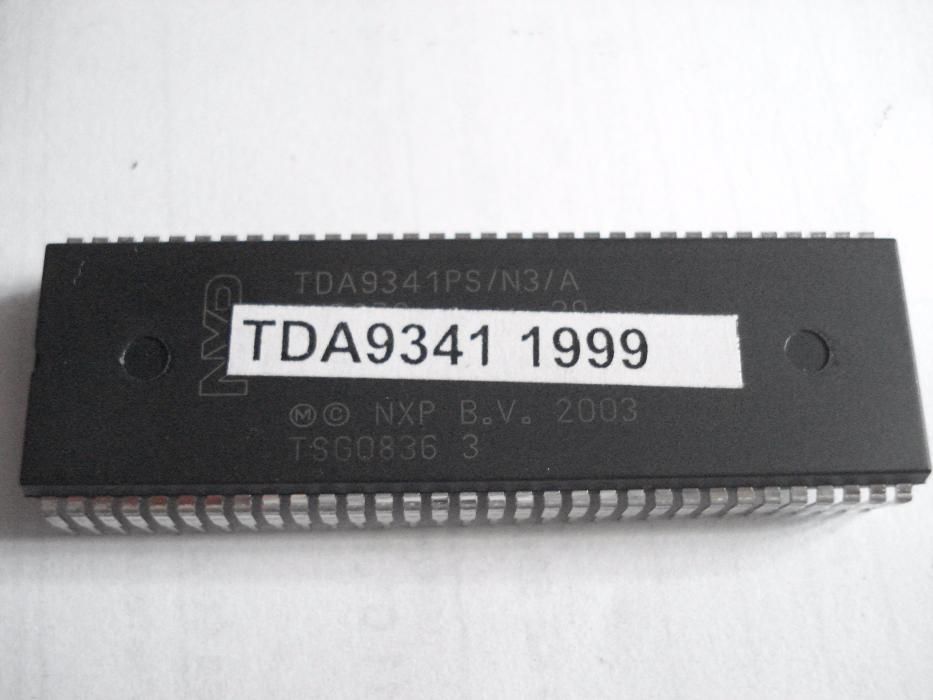 NXP
TDA9341PS/N3/A
TDA9341 1999
ⓂⒸ NXP B.V. 2003
TSG0836 3